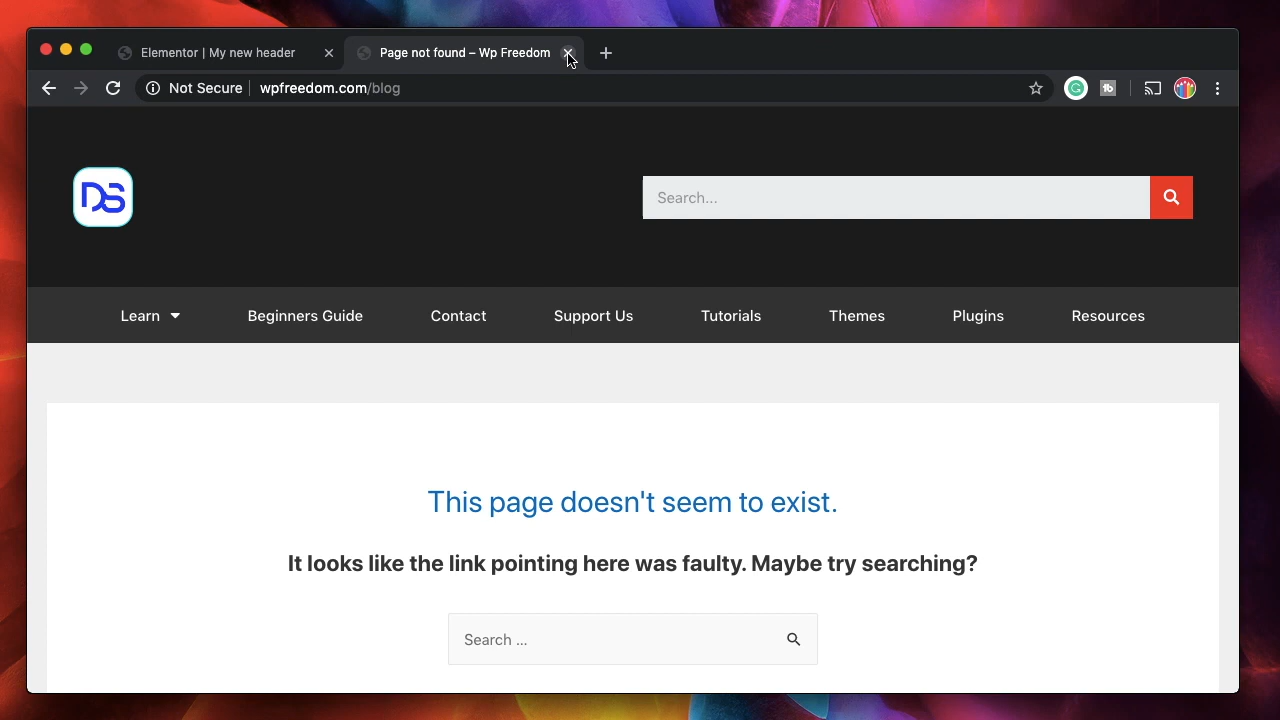 Elementor | My new header
Page not found – Wp Freedom
Not Secure
wpfreedom.com/blog
DS
Search...
Learn
Beginners Guide
Contact
Support Us
Tutorials
Themes
Plugins
Resources
This page doesn't seem to exist.
It looks like the link pointing here was faulty. Maybe try searching?
Search ...